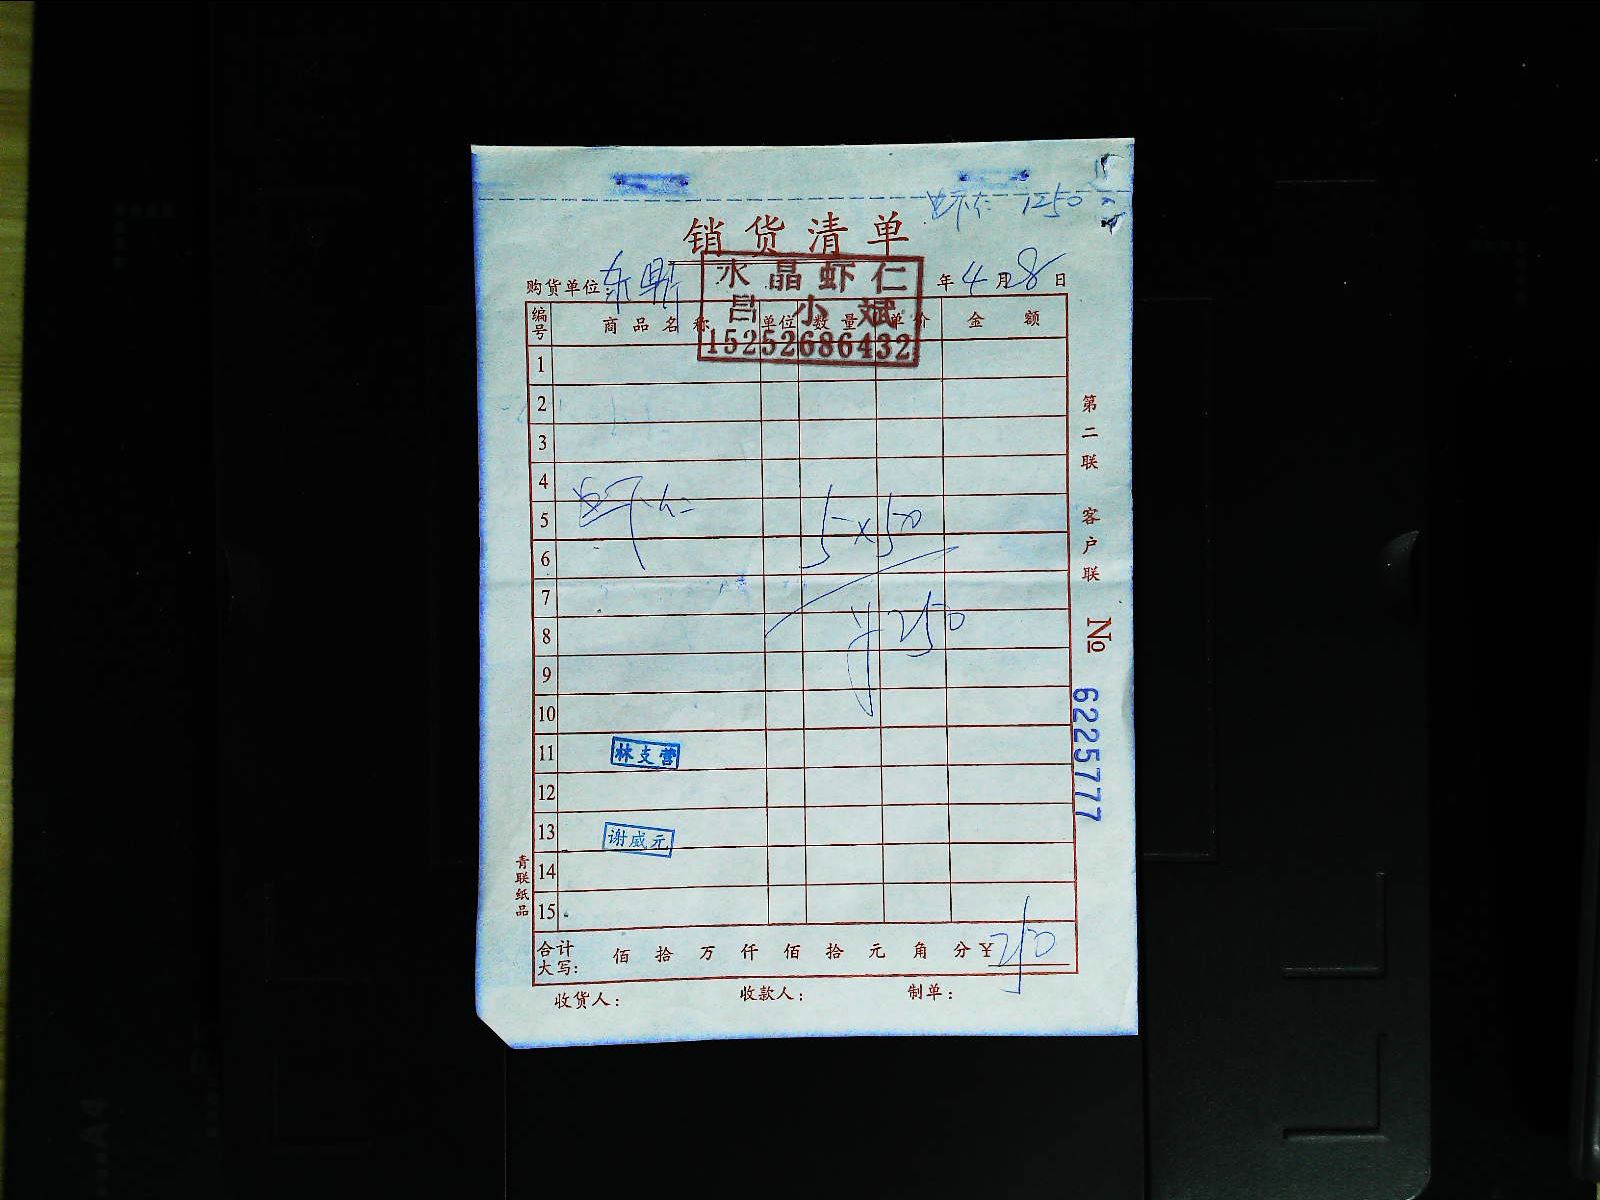 虾仁 1250
销货清单
购货单位 东鼎 年4月8日
水晶虾仁
吕小斌
15252686432
编号 商品名称 单位 数量 单价 金额
1
2
3
4
虾仁 5×50
5
6
7
¥250
8
9
10
11
林支营
12
13
谢威元
14
15
合计大写: 佰 拾 万 仟 佰 拾 元 角 分 ¥250
收货人: 收款人: 制单:
第二联 客户联
No 6225777
青联纸品
A4